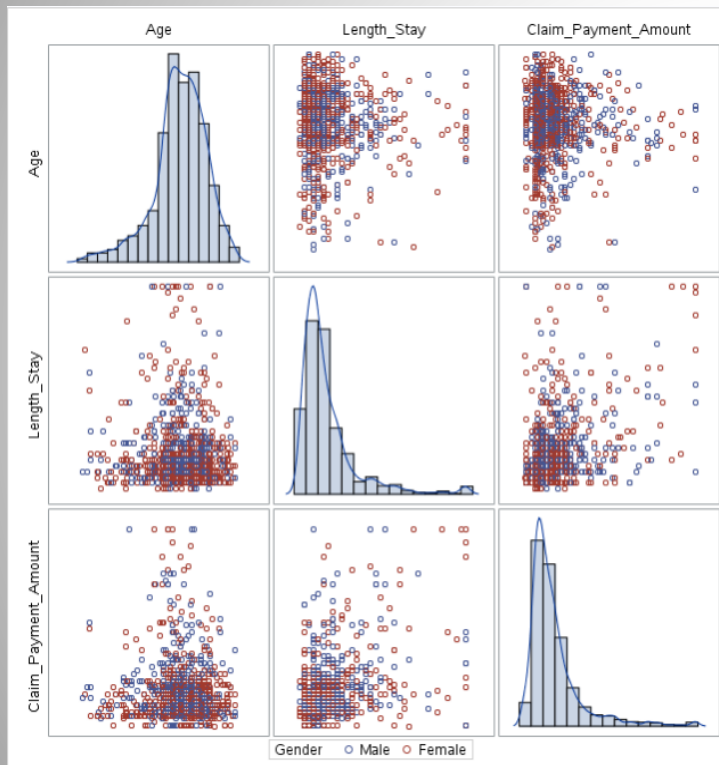 Age Length_Stay Claim_Payment_Amount
Age
Length_Stay
Claim_Payment_Amount
Gender Male Female